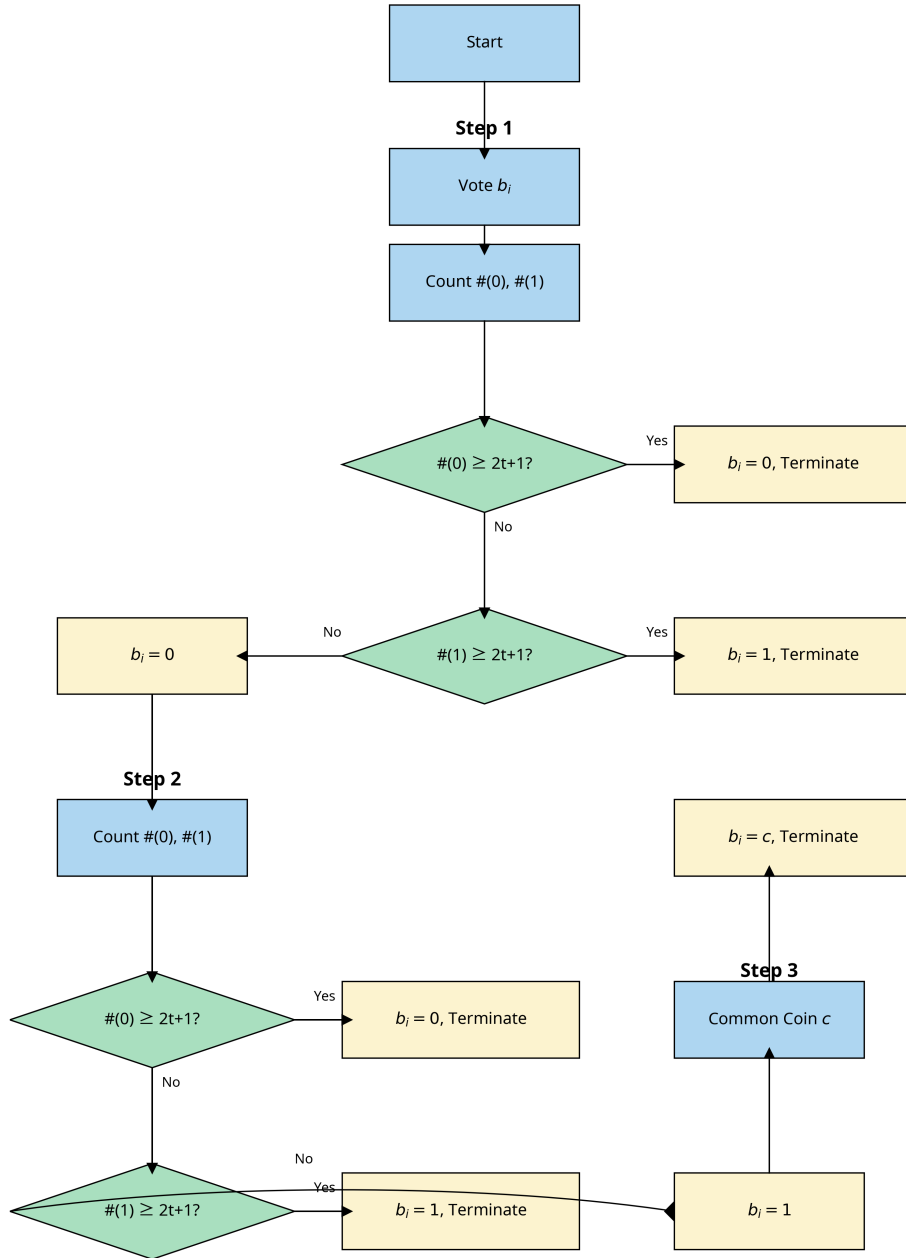 Start
Step 1
Vote bᵢ
Count #(0), #(1)
#(0) ≥ 2t+1?
Yes
bᵢ = 0, Terminate
No
bᵢ = 0
No
#(1) ≥ 2t+1?
Yes
bᵢ = 1, Terminate
Step 2
Count #(0), #(1)
bᵢ = c, Terminate
#(0) ≥ 2t+1?
Yes
bᵢ = 0, Terminate
Step 3
Common Coin c
No
#(1) ≥ 2t+1?
No
Yes
bᵢ = 1, Terminate
bᵢ = 1